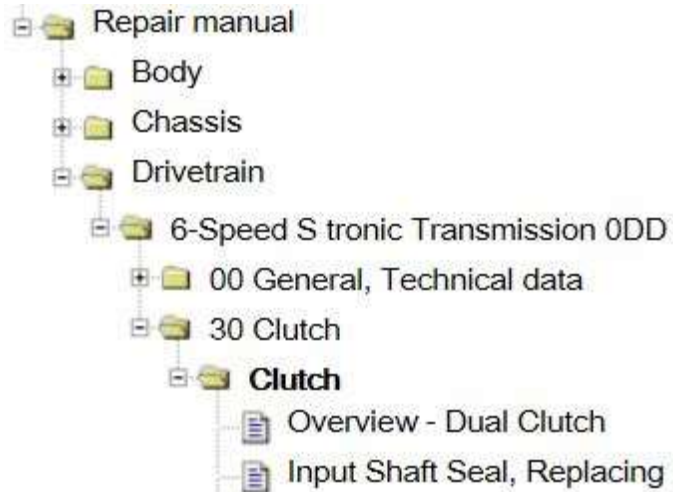 Repair manual
Body
Chassis
Drivetrain
6-Speed S tronic Transmission 0DD
00 General, Technical data
30 Clutch
Clutch
Overview - Dual Clutch
Input Shaft Seal, Replacing